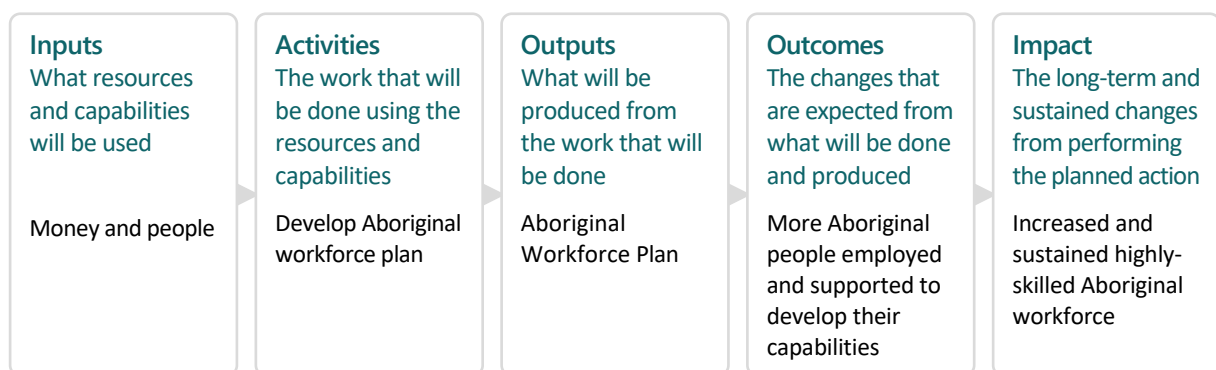 Inputs
What resources
and capabilities
will be used
Money and people
Activities
The work that will
be done using the
resources and
capabilities
Develop Aboriginal
workforce plan
Outputs
What will be
produced from
the work that will
be done
Aboriginal
Workforce Plan
Outcomes
The changes that
are expected from
what will be done
and produced
More Aboriginal
people employed
and supported to
develop their
capabilities
Impact
The long-term and
sustained changes
from performing
the planned action
Increased and
sustained highly-
skilled Aboriginal
workforce